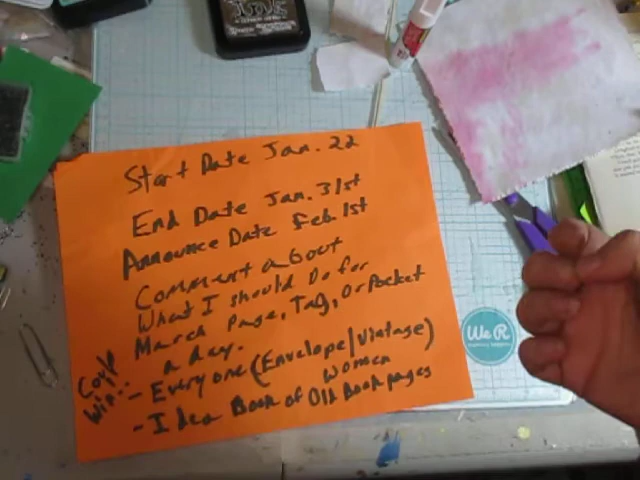 Ink
Start Date Jan. 22
End Date Jan. 31st
Announce Date Feb. 1st
Comment about
What I should Do for
March Page, Tag, Or Pocket
a Day.
- Everyone (Envelope/Vintage)
- Idea Book of Women
Old Book pages
win:
We R